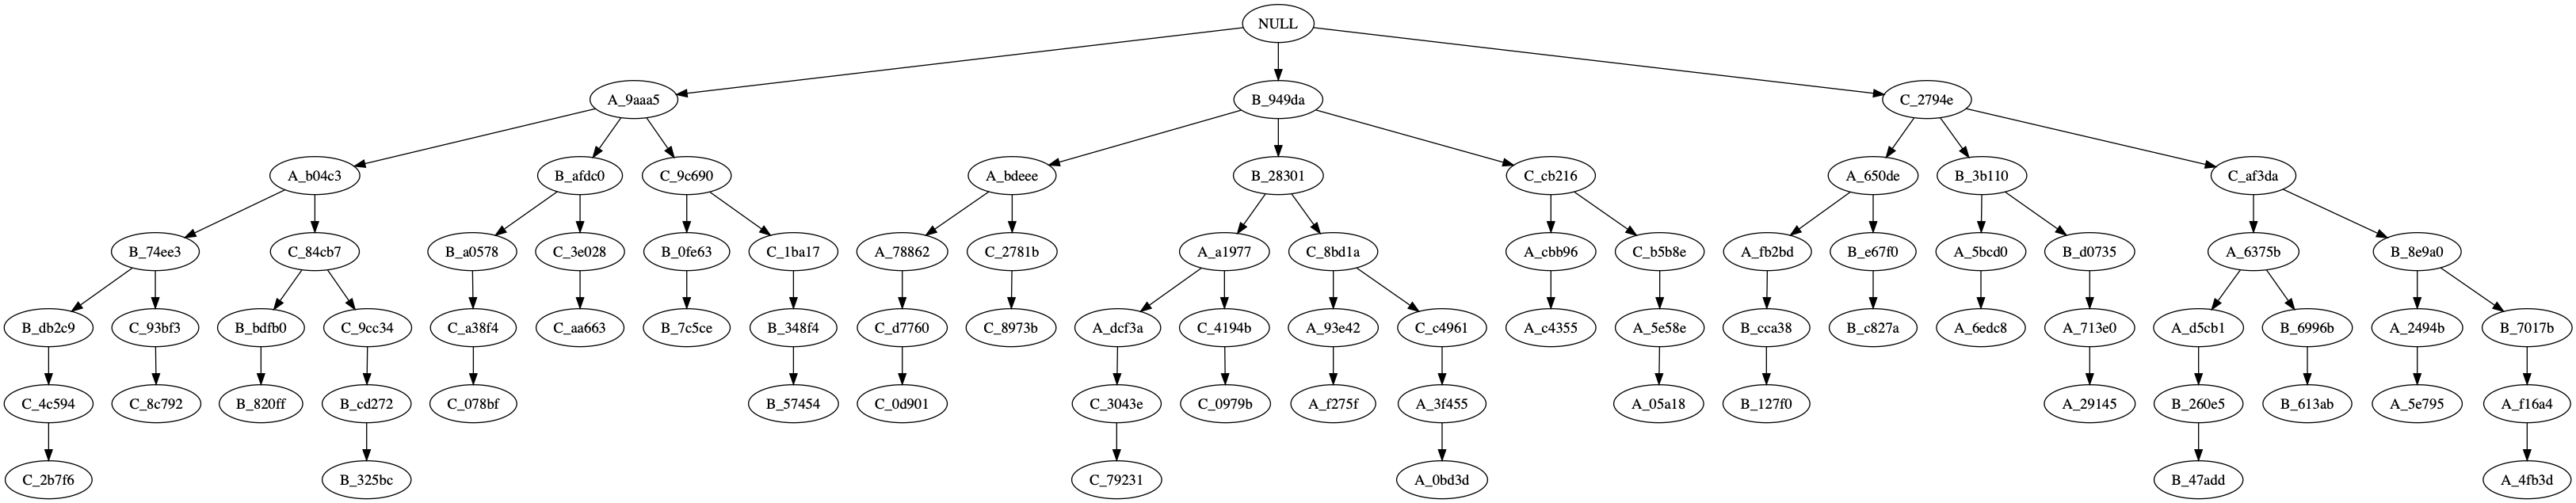 NULL
A_9aaa5 B_949da C_2794e
A_b04c3 B_afdc0 C_9c690 A_bdeee B_28301 C_cb216 A_650de B_3b110 C_af3da
B_74ee3 C_84cb7 B_a0578 C_3e028 B_0fe63 C_1ba17 A_78862 C_2781b A_a1977 C_8bd1a A_cbb96 C_b5b8e A_fb2bd B_e67f0 A_5bcd0 B_d0735 A_6375b B_8e9a0
B_db2c9 C_93bf3 B_bdfb0 C_9cc34 C_a38f4 C_aa663 B_7c5ce B_348f4 C_d7760 C_8973b A_dcf3a C_4194b A_93e42 C_c4961 A_c4355 A_5e58e B_cca38 B_c827a A_6edc8 A_713e0 A_d5cb1 B_6996b A_2494b B_7017b
C_4c594 C_8c792 B_820ff B_cd272 C_078bf B_57454 C_0d901 C_3043e C_0979b A_f275f A_3f455 A_05a18 B_127f0 A_29145 B_260e5 B_613ab A_5e795 A_f16a4
C_2b7f6 B_325bc C_79231 A_0bd3d B_47add A_4fb3d